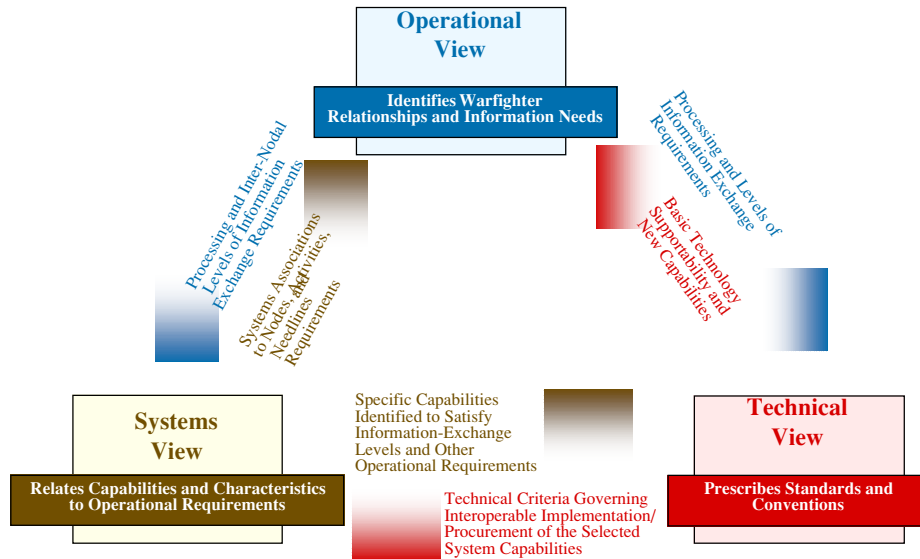 Operational
View
Identifies Warfighter
Relationships and Information Needs
Processing and Inter-Nodal
Levels of Information
Exchange Requirements
Systems Associations
to Nodes, Activities,
Needlines and
Requirements
Processing and Levels of
Information Exchange
Requirements
Basic Technology
Supportability and
New Capabilities
Systems
View
Relates Capabilities and Characteristics
to Operational Requirements
Specific Capabilities
Identified to Satisfy
Information-Exchange
Levels and Other
Operational Requirements
Technical Criteria Governing
Interoperable Implementation/
Procurement of the Selected
System Capabilities
Technical
View
Prescribes Standards and
Conventions